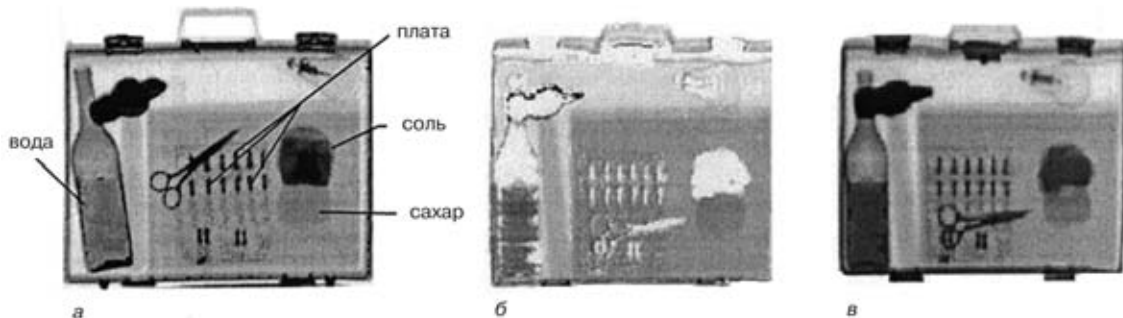 плата
соль
вода
сахар
а
б
в